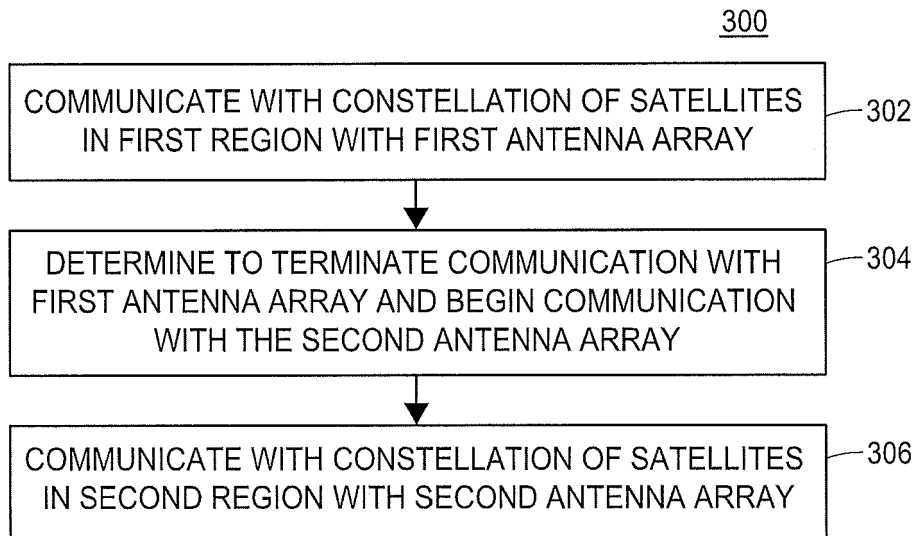 300
COMMUNICATE WITH CONSTELLATION OF SATELLITES
IN FIRST REGION WITH FIRST ANTENNA ARRAY
302
DETERMINE TO TERMINATE COMMUNICATION WITH
FIRST ANTENNA ARRAY AND BEGIN COMMUNICATION
WITH THE SECOND ANTENNA ARRAY
304
COMMUNICATE WITH CONSTELLATION OF SATELLITES
IN SECOND REGION WITH SECOND ANTENNA ARRAY
306